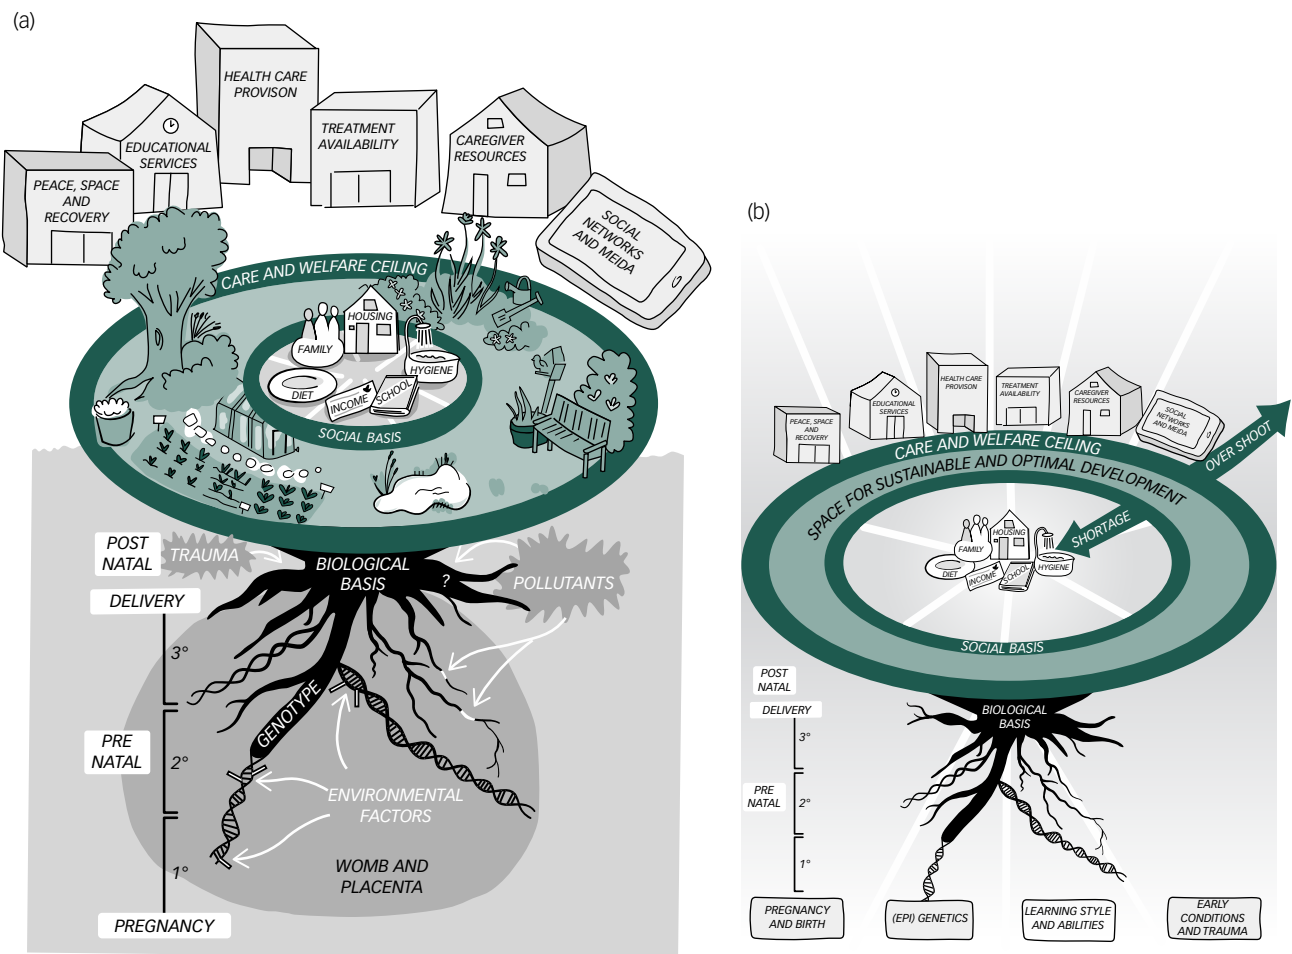 (a)
HEALTH CARE
PROVISON
TREATMENT
AVAILABILITY
EDUCATIONAL
SERVICES
CAREGIVER
RESOURCES
PEACE, SPACE
AND
RECOVERY
SOCIAL
NETWORKS
AND MEIDA
CARE AND WELFARE CEILING
HOUSING
FAMILY
HYGIENE
DIET
INCOME
SCHOOL
SOCIAL BASIS
POST
NATAL
TRAUMA
BIOLOGICAL
BASIS
?
POLLUTANTS
DELIVERY
3°
GENOTYPE
PRE
NATAL
2°
ENVIRONMENTAL
FACTORS
1°
WOMB AND
PLACENTA
PREGNANCY
(b)
HEALTH CARE
PROVISON
TREATMENT
AVAILABILITY
EDUCATIONAL
SERVICES
CAREGIVER
RESOURCES
PEACE, SPACE
AND
RECOVERY
SOCIAL
NETWORKS
AND MEIDA
OVER SHOOT
CARE AND WELFARE CEILING
SPACE FOR SUSTAINABLE AND OPTIMAL DEVELOPMENT
SHORTAGE
HOUSING
FAMILY
HYGIENE
DIET
INCOME
SCHOOL
SOCIAL BASIS
POST
NATAL
DELIVERY
BIOLOGICAL
BASIS
3°
PRE
NATAL
2°
1°
PREGNANCY
AND BIRTH
(EPI) GENETICS
LEARNING STYLE
AND ABILITIES
EARLY
CONDITIONS
AND TRAUMA